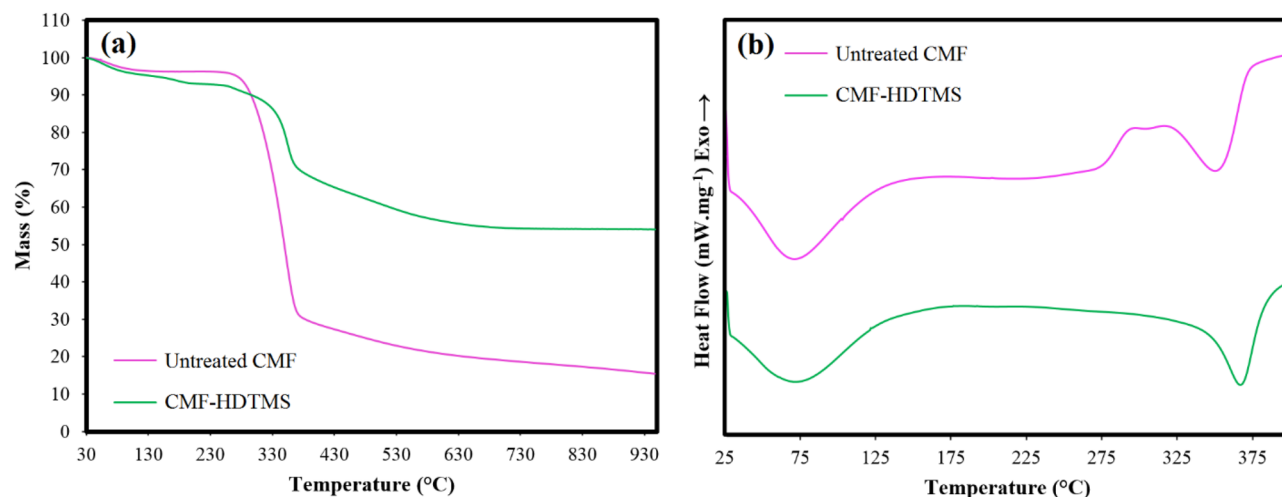 (a)
110
100
90
80
70
60
50
40
30
20
10
0
Mass (%)
Untreated CMF
CMF-HDTMS
30 130 230 330 430 530 630 730 830 930
Temperature (°C)
(b)
Untreated CMF
CMF-HDTMS
Heat Flow (mW.mg⁻¹) Exo →
25 75 125 175 225 275 325 375
Temperature (°C)